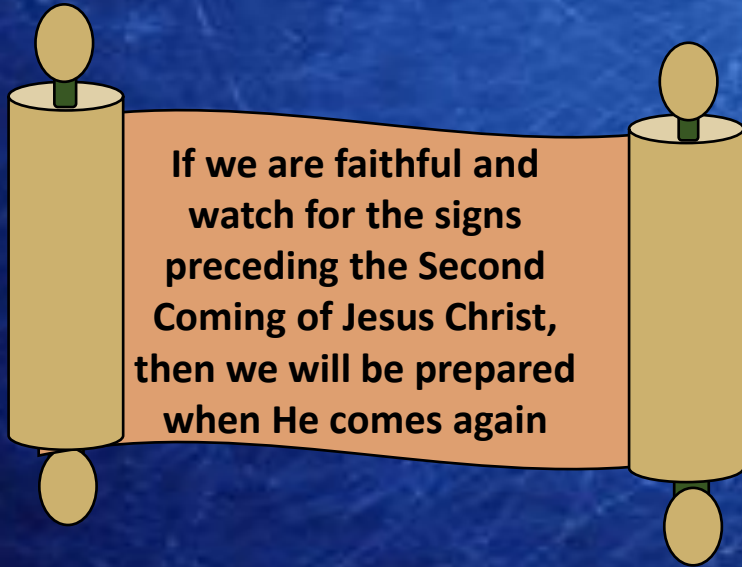 If we are faithful and
watch for the signs
preceding the Second
Coming of Jesus Christ,
then we will be prepared
when He comes again